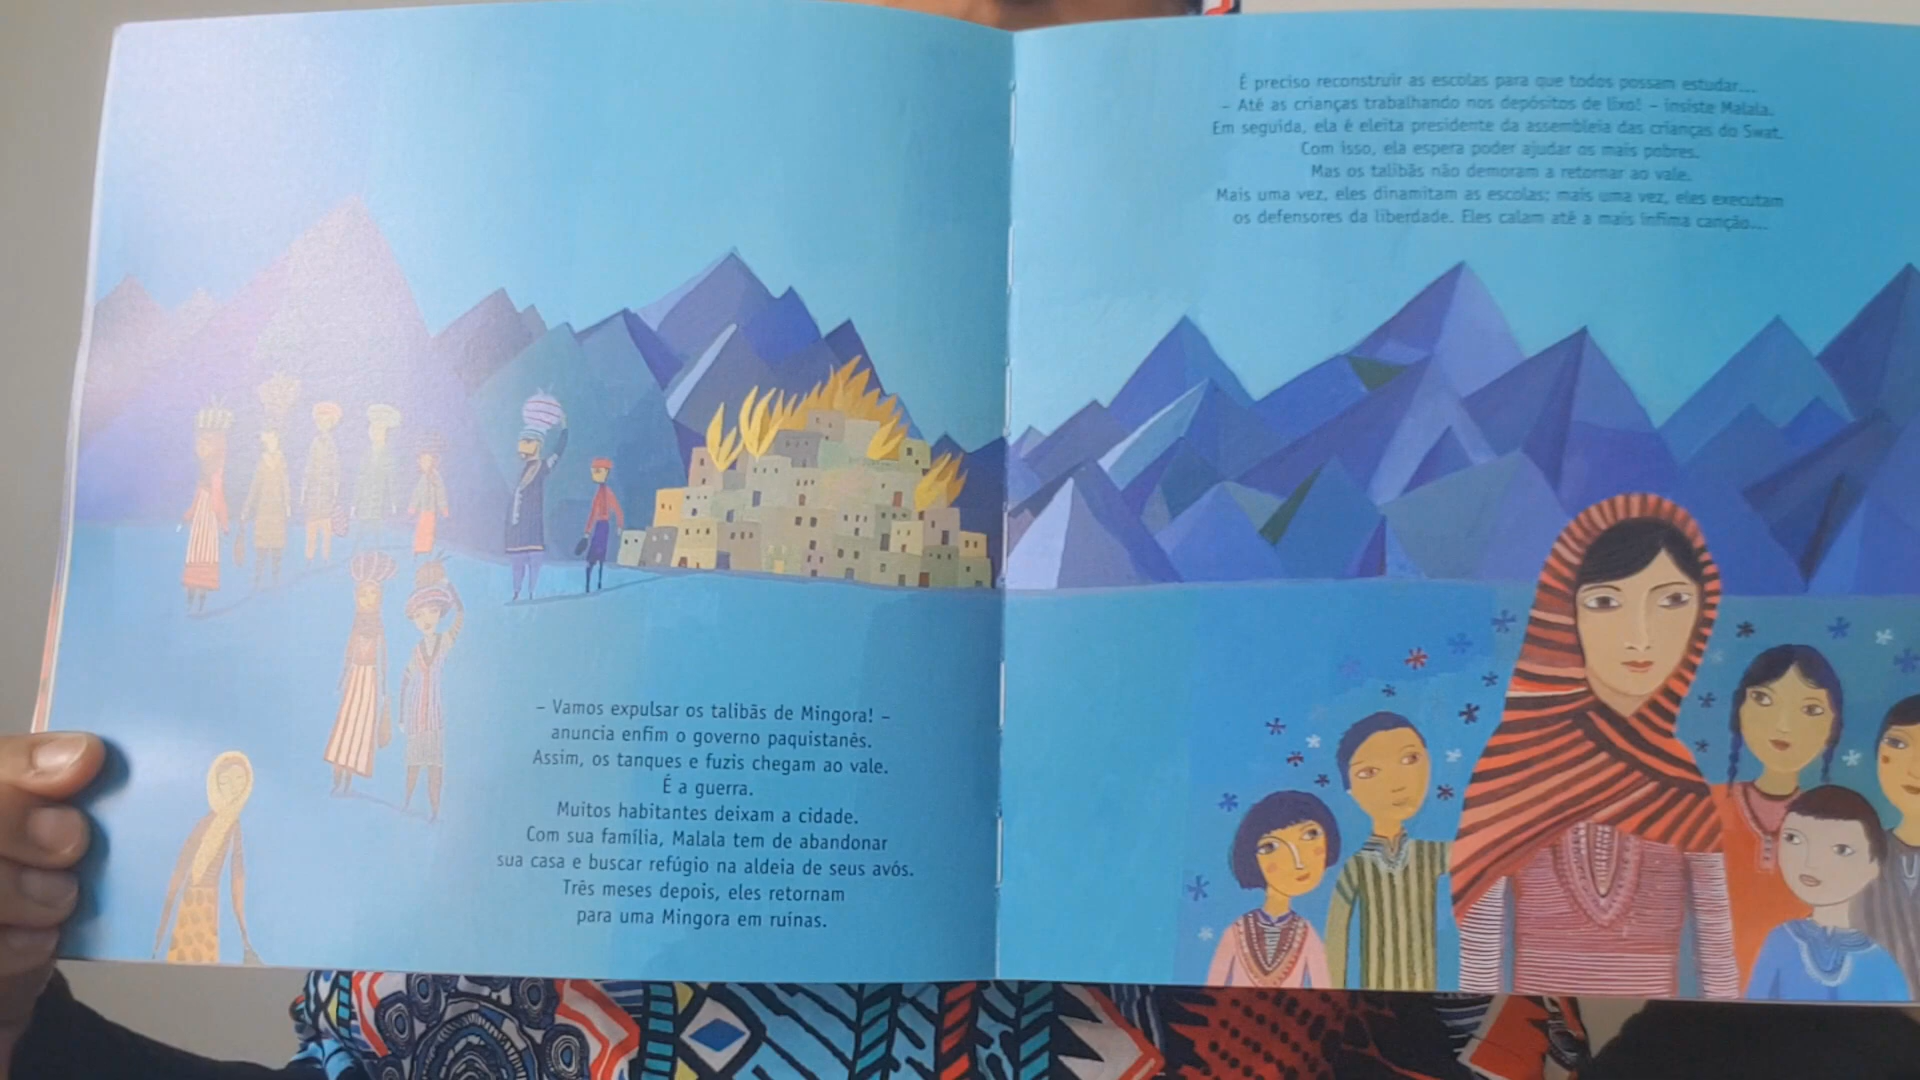 – Vamos expulsar os talibãs de Mingora! –
anuncia enfim o governo paquistanês.
Assim, os tanques e fuzis chegam ao vale.
É a guerra.
Muitos habitantes deixam a cidade.
Com sua família, Malala tem de abandonar
sua casa e buscar refúgio na aldeia de seus avós.
Três meses depois, eles retornam
para uma Mingora em ruínas.
É preciso reconstruir as escolas para que todos possam estudar...
– Até as crianças trabalhando nos depósitos de lixo! – insiste Malala.
Em seguida, ela é eleita presidente da assembleia das crianças do Swat.
Com isso, ela espera poder ajudar os mais pobres.
Mas os talibãs não demoram a retornar ao vale.
Mais uma vez, eles dinamitam as escolas; mais uma vez, eles executam
os defensores da liberdade. Eles calam até a mais ínfima canção...